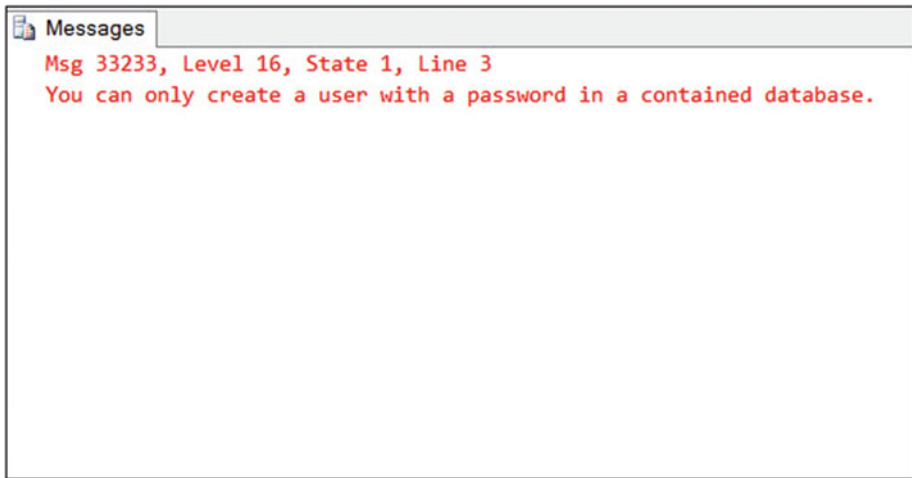 Messages
Msg 33233, Level 16, State 1, Line 3
You can only create a user with a password in a contained database.